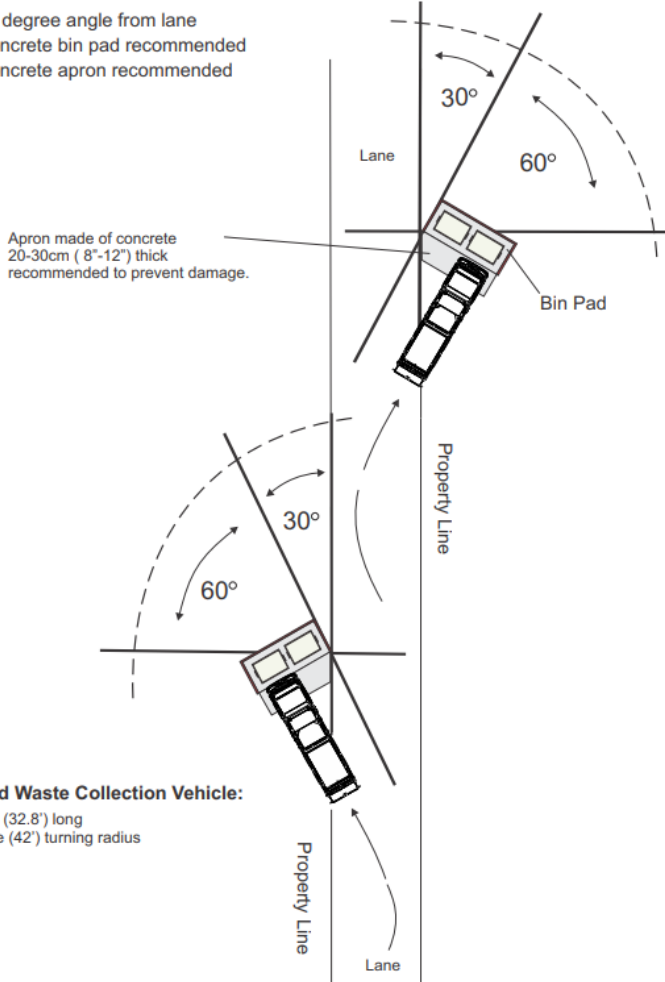 degree angle from lane
ncrete bin pad recommended
ncrete apron recommended
30°
60°
Lane
Apron made of concrete
20-30cm ( 8"-12") thick
recommended to prevent damage.
Bin Pad
Property Line
30°
60°
d Waste Collection Vehicle:
(32.8') long
e (42') turning radius
Property Line
Lane